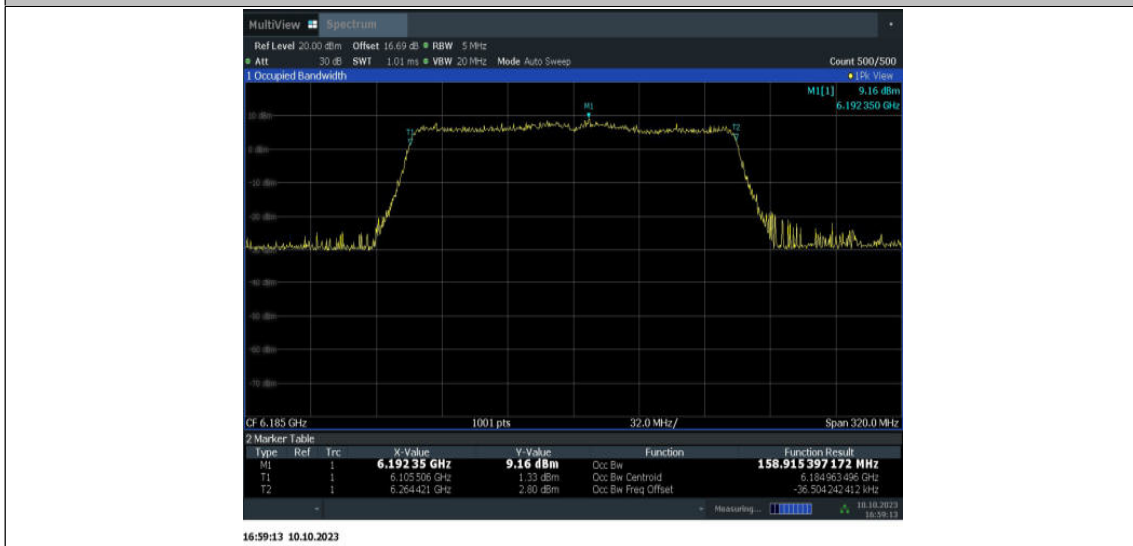 MultiView Spectrum
Ref Level 20.00 dBm Offset 16.69 dB RBW 5 MHz
Att 30 dB SWT 1.01 ms VBW 20 MHz Mode Auto Sweep Count 500/500
1 Occupied Bandwidth 1Pk View
M1[1] 9.16 dBm
6.192 350 GHz
M1
10 dBm
T1 T2
0 dBm
-10 dBm
-20 dBm
-40 dBm
-50 dBm
-60 dBm
-70 dBm
CF 6.185 GHz 1001 pts 32.0 MHz/ Span 320.0 MHz
2 Marker Table
Type Ref Trc X-Value Y-Value Function Function Result
M1 1 6.192 35 GHz 9.16 dBm Occ Bw 158.915 397 172 MHz
T1 1 6.105 506 GHz 1.33 dBm Occ Bw Centroid 6.184 963 496 GHz
T2 1 6.264 421 GHz 2.80 dBm Occ Bw Freq Offset -36.504 242 412 kHz
Measuring... 10.10.2023
16:59:13
16:59:13 10.10.2023